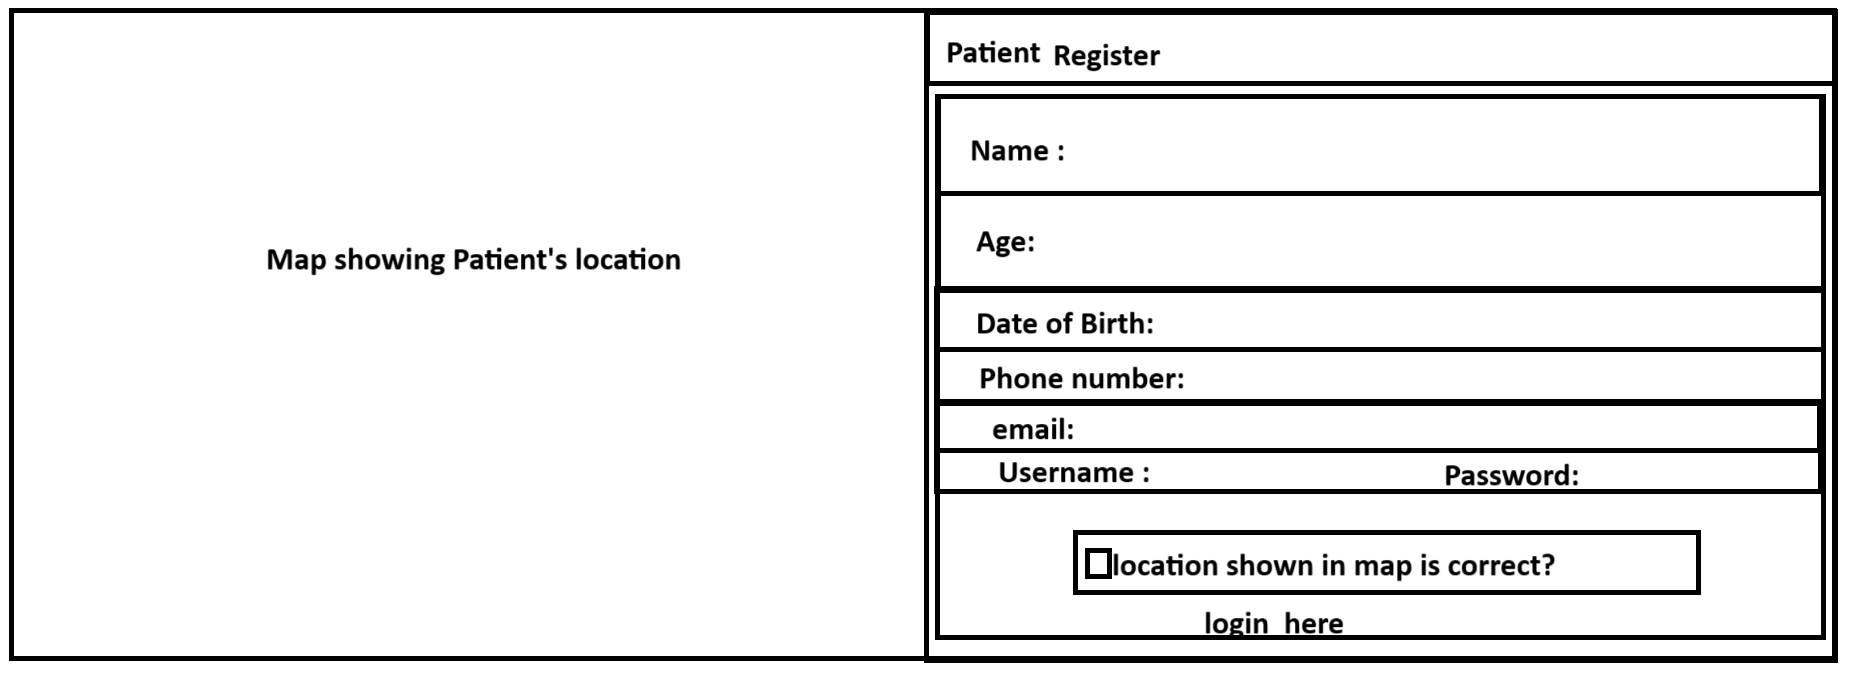 Map showing Patient's location
Patient Register
Name :
Age:
Date of Birth:
Phone number:
email:
Username : Password:
location shown in map is correct?
login here